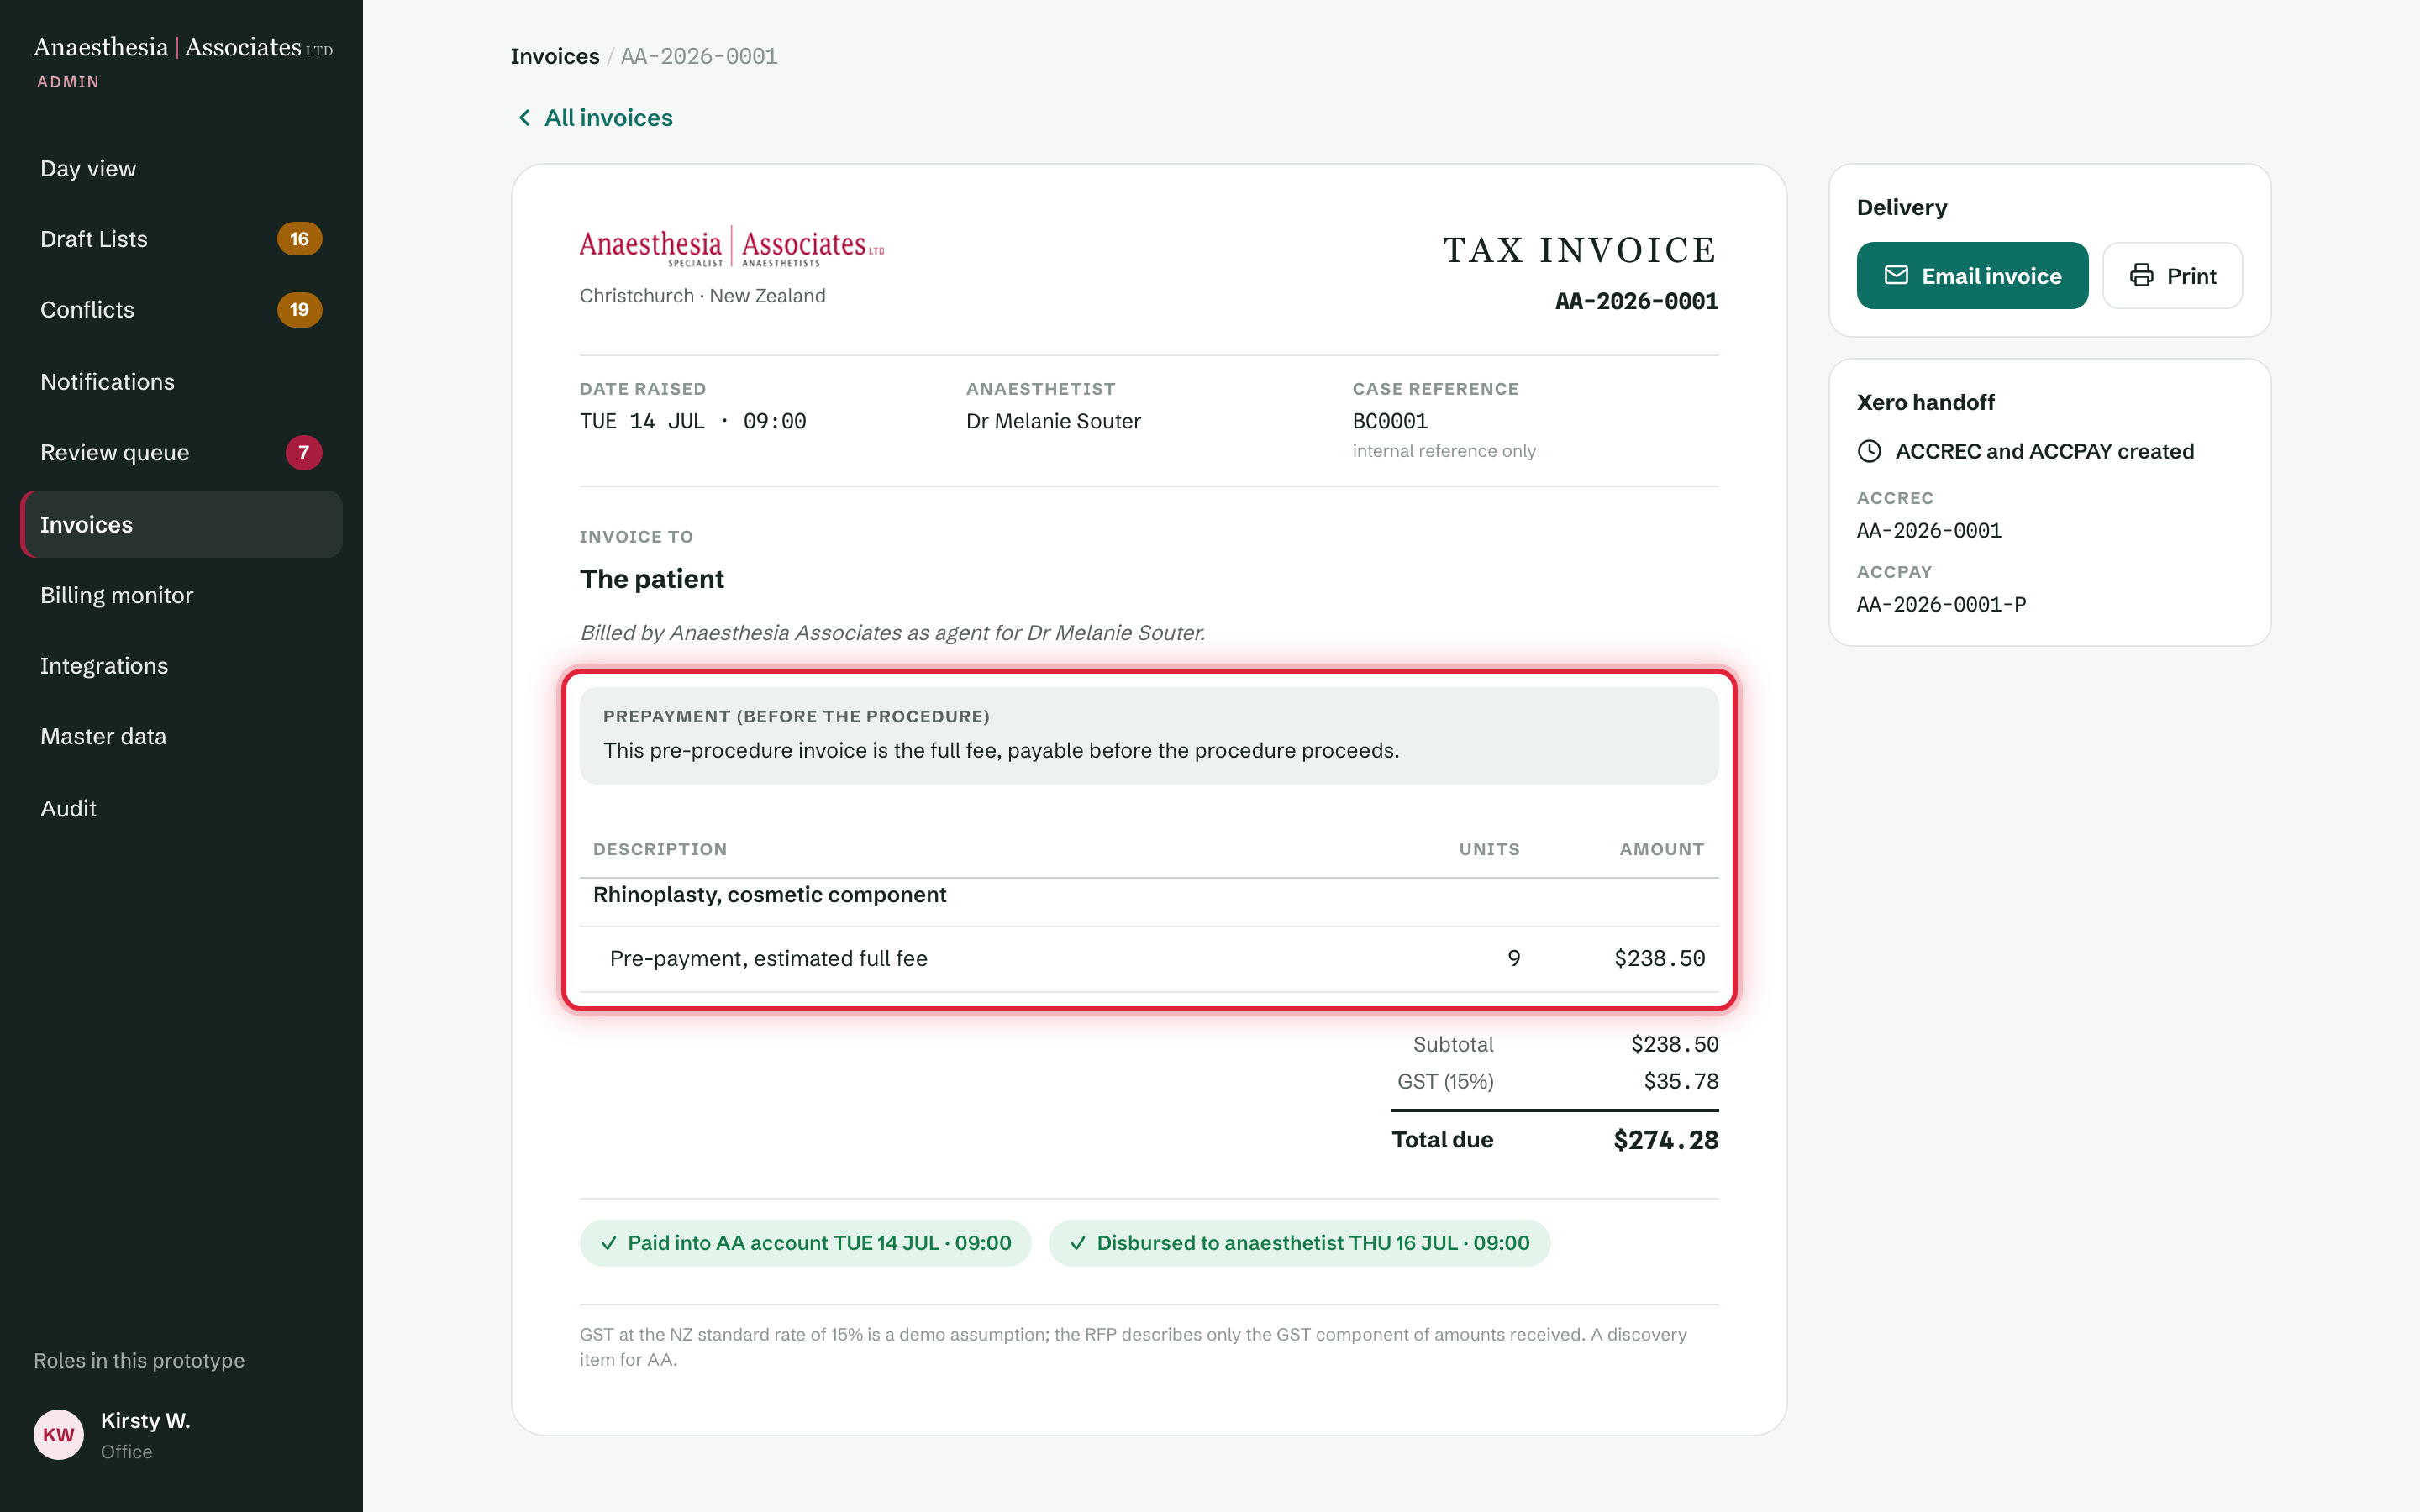 Anaesthesia | Associates LTD
ADMIN
Day view
Draft Lists 16
Conflicts 19
Notifications
Review queue 7
Invoices
Billing monitor
Integrations
Master data
Audit
Roles in this prototype
KW
Kirsty W.
Office
Invoices / AA-2026-0001
All invoices
Anaesthesia | Associates LTD
SPECIALIST ANAESTHETISTS
Christchurch · New Zealand
TAX INVOICE
AA-2026-0001
DATE RAISED
TUE 14 JUL · 09:00
ANAESTHETIST
Dr Melanie Souter
CASE REFERENCE
BC0001
internal reference only
INVOICE TO
The patient
Billed by Anaesthesia Associates as agent for Dr Melanie Souter.
PREPAYMENT (BEFORE THE PROCEDURE)
This pre-procedure invoice is the full fee, payable before the procedure proceeds.
DESCRIPTION UNITS AMOUNT
Rhinoplasty, cosmetic component
Pre-payment, estimated full fee 9 $238.50
Subtotal $238.50
GST (15%) $35.78
Total due $274.28
Paid into AA account TUE 14 JUL · 09:00
Disbursed to anaesthetist THU 16 JUL · 09:00
GST at the NZ standard rate of 15% is a demo assumption; the RFP describes only the GST component of amounts received. A discovery
item for AA.
Delivery
Email invoice
Print
Xero handoff
ACCREC and ACCPAY created
ACCREC
AA-2026-0001
ACCPAY
AA-2026-0001-P